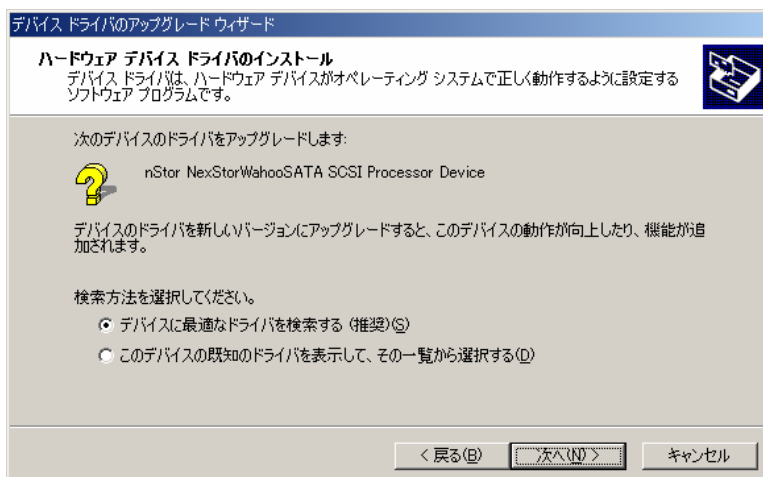 デバイス ドライバのアップグレード ウィザード
ハードウェア デバイス ドライバのインストール
デバイス ドライバは、ハードウェア デバイスがオペレーティング システムで正しく動作するように設定する
ソフトウェア プログラムです。
次のデバイスのドライバをアップグレードします:
nStor NexStorWahooSATA SCSI Processor Device
デバイスのドライバを新しいバージョンにアップグレードすると、このデバイスの動作が向上したり、機能が追
加されます。
検索方法を選択してください。
デバイスに最適なドライバを検索する (推奨)(S)
このデバイスの既知のドライバを表示して、その一覧から選択する(D)
< 戻る(B)
次へ(N) >
キャンセル